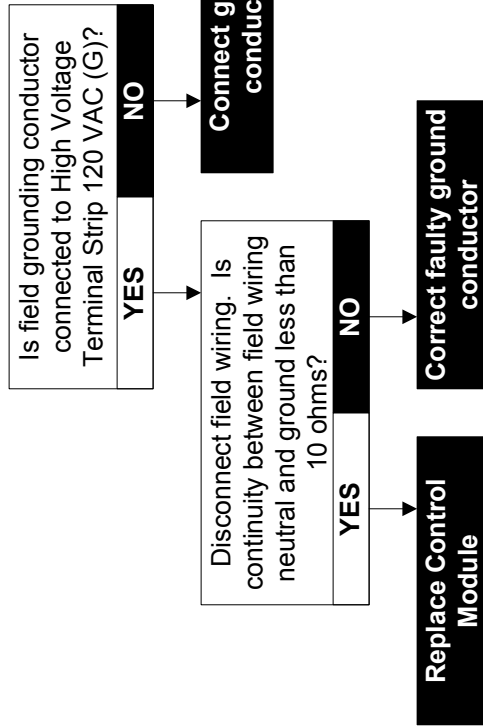 Is field grounding conductor
connected to High Voltage
Terminal Strip 120 VAC (G)?
YES
NO
Connect g
conduc
Disconnect field wiring. Is
continuity between field wiring
neutral and ground less than
10 ohms?
YES
NO
Replace Control
Module
Correct faulty ground
conductor